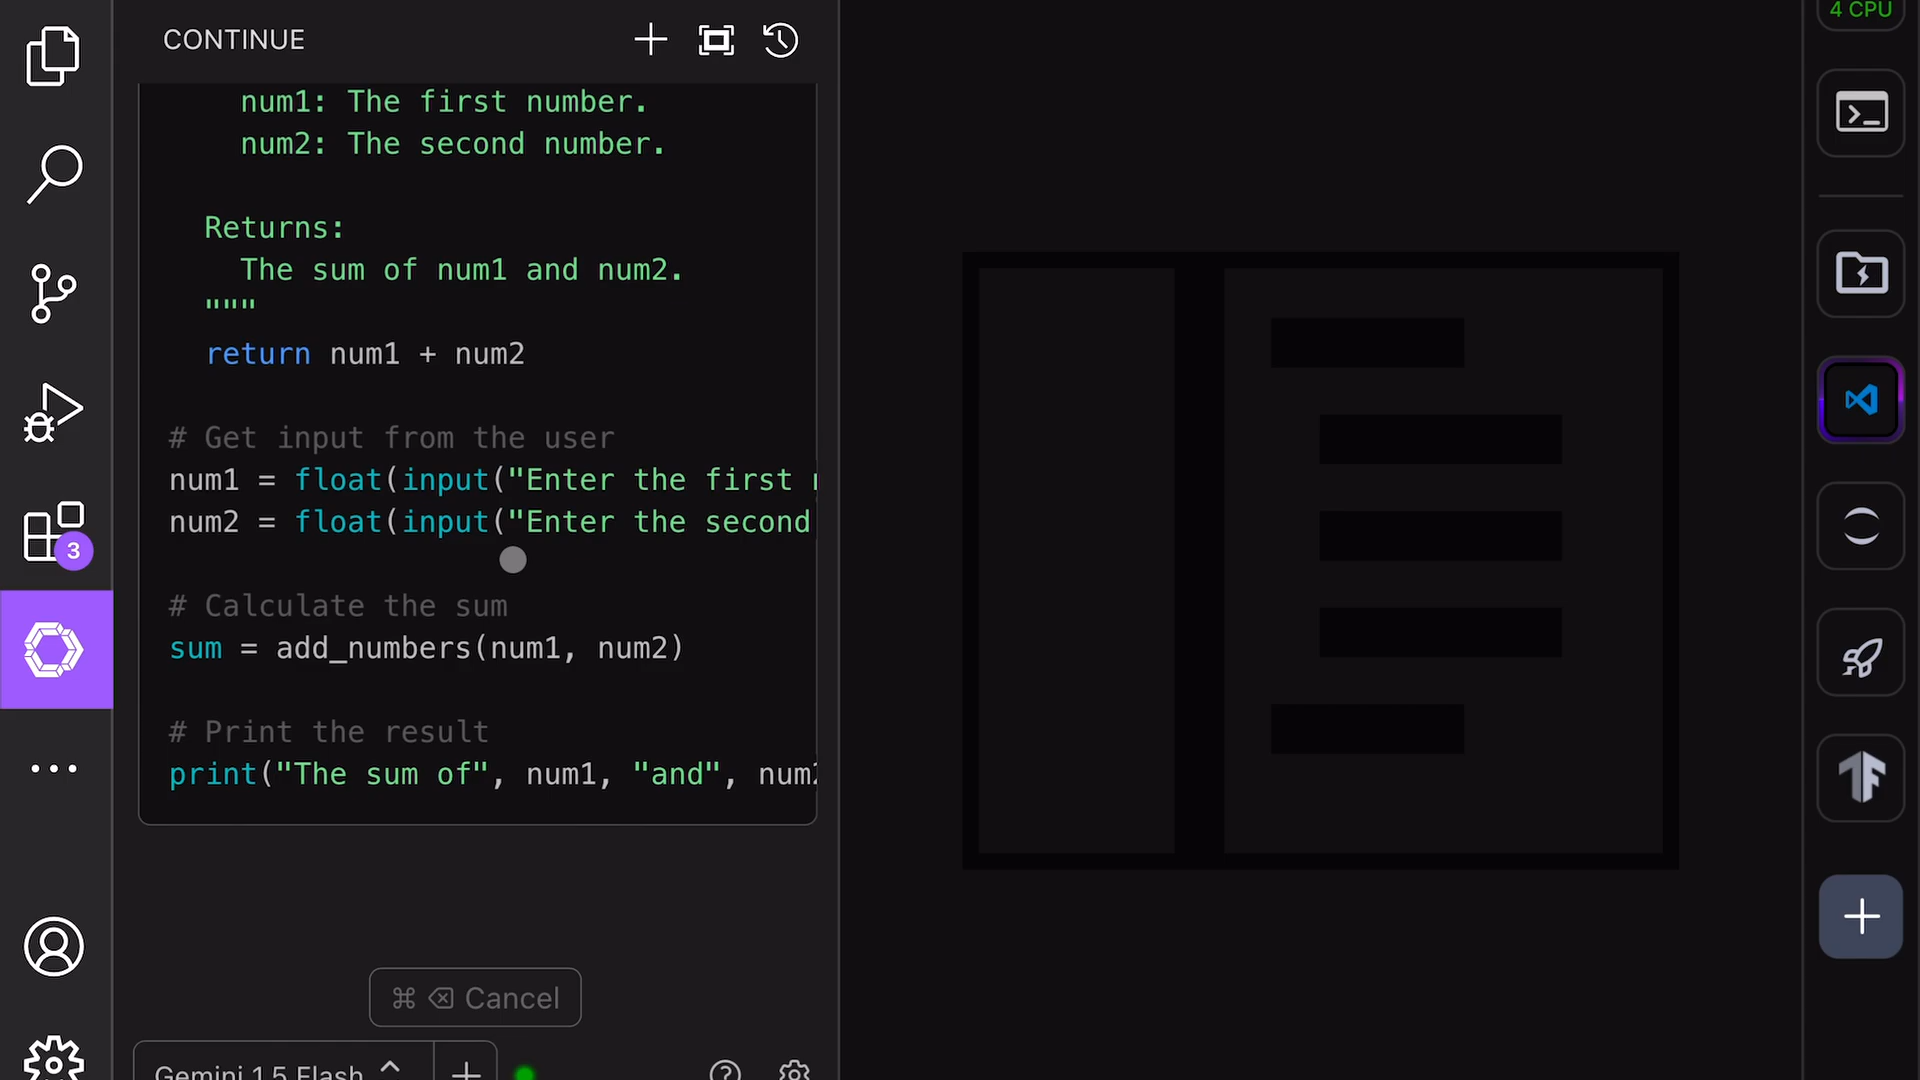 4 CPU
CONTINUE
num1: The first number.
num2: The second number.
Returns:
The sum of num1 and num2.
"""
return num1 + num2
# Get input from the user
num1 = float(input("Enter the first
num2 = float(input("Enter the second
# Calculate the sum
sum = add_numbers(num1, num2)
# Print the result
print("The sum of", num1, "and", num2
3
⌘ ⌫ Cancel
Gemini 1.5 Flash